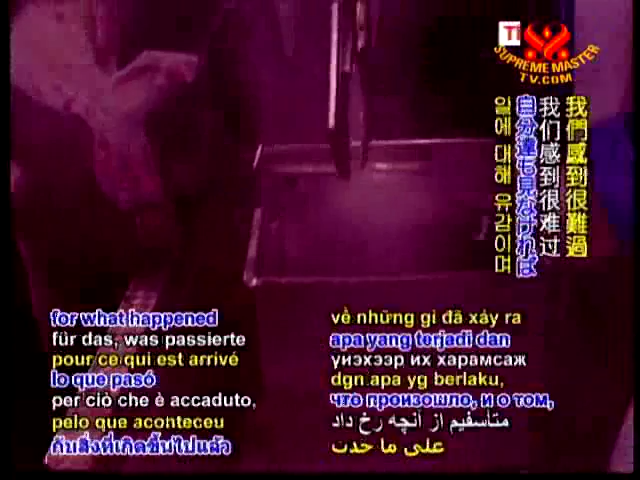 Ti
SUPREME MASTER
TV.COM
我們感到很難過
我们感到很难过
自分達も見なければ
일에 대해 유감이며
for what happened
für das, was passierte
pour ce qui est arrivé
lo que pasó
per ciò che è accaduto,
pelo que aconteceu
กับสิ่งที่เกิดขึ้นไปแล้ว
về những gì đã xảy ra
apa yang terjadi dan
үнэхээр их харамсаж
dgn.apa yg berlaku,
что произошло, и о том,
متأسفیم از آنچه رخ داد
على ما حدث